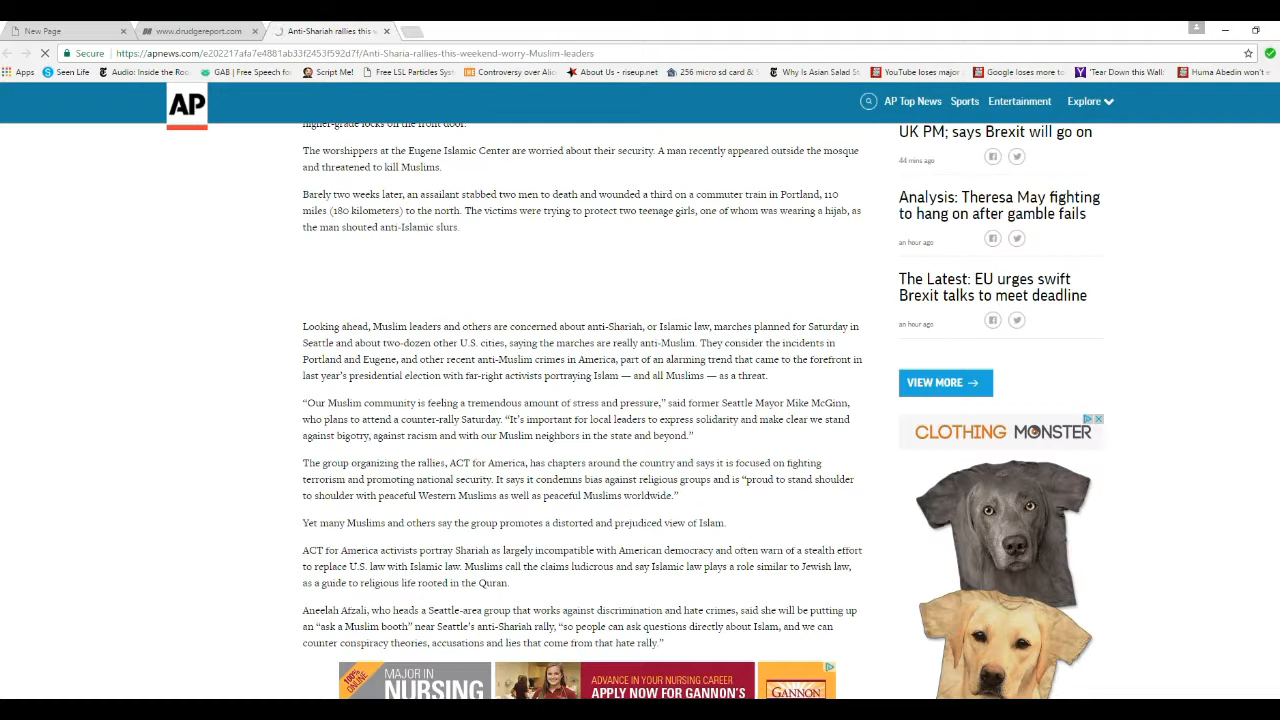 New Page
www.drudgereport.com
Anti-Shariah rallies this
Secure
https://apnews.com/e202217afa7e4881ab33f2453f592d7f/Anti-Sharia-rallies-this-weekend-worry-Muslim-leaders
Apps
Seen Life
Audio: Inside the Roo
GAB | Free Speech fo
Script Me!
Free LSL Particles Sys
Controversy over Alic
About Us - riseup.net
256 micro sd card & S
Why Is Asian Salad St
YouTube loses major
Google loses more to
'Tear Down this Wall:
Huma Abedin won't e
AP
AP Top News
Sports
Entertainment
Explore
higher-grade locks on the front door.
The worshippers at the Eugene Islamic Center are worried about their security. A man recently appeared outside the mosque
and threatened to kill Muslims.
Barely two weeks later, an assailant stabbed two men to death and wounded a third on a commuter train in Portland, 110
miles (180 kilometers) to the north. The victims were trying to protect two teenage girls, one of whom was wearing a hijab, as
the man shouted anti-Islamic slurs.
Looking ahead, Muslim leaders and others are concerned about anti-Shariah, or Islamic law, marches planned for Saturday in
Seattle and about two-dozen other U.S. cities, saying the marches are really anti-Muslim. They consider the incidents in
Portland and Eugene, and other recent anti-Muslim crimes in America, part of an alarming trend that came to the forefront in
last year's presidential election with far-right activists portraying Islam — and all Muslims — as a threat.
“Our Muslim community is feeling a tremendous amount of stress and pressure,” said former Seattle Mayor Mike McGinn,
who plans to attend a counter-rally Saturday. “It's important for local leaders to express solidarity and make clear we stand
against bigotry, against racism and with our Muslim neighbors in the state and beyond.”
The group organizing the rallies, ACT for America, has chapters around the country and says it is focused on fighting
terrorism and promoting national security. It says it condemns bias against religious groups and is “proud to stand shoulder
to shoulder with peaceful Western Muslims as well as peaceful Muslims worldwide.”
Yet many Muslims and others say the group promotes a distorted and prejudiced view of Islam.
ACT for America activists portray Shariah as largely incompatible with American democracy and often warn of a stealth effort
to replace U.S. law with Islamic law. Muslims call the claims ludicrous and say Islamic law plays a role similar to Jewish law,
as a guide to religious life rooted in the Quran.
Aneelah Afzali, who heads a Seattle-area group that works against discrimination and hate crimes, said she will be putting up
an “ask a Muslim booth” near Seattle's anti-Shariah rally, “so people can ask questions directly about Islam, and we can
counter conspiracy theories, accusations and lies that come from that hate rally.”
UK PM; says Brexit will go on
44 mins ago
Analysis: Theresa May fighting
to hang on after gamble fails
an hour ago
The Latest: EU urges swift
Brexit talks to meet deadline
an hour ago
VIEW MORE →
CLOTHING MONSTER
100% ONLINE
MAJOR IN
NURSING
ADVANCE IN YOUR NURSING CAREER
APPLY NOW FOR GANNON'S
GANNON